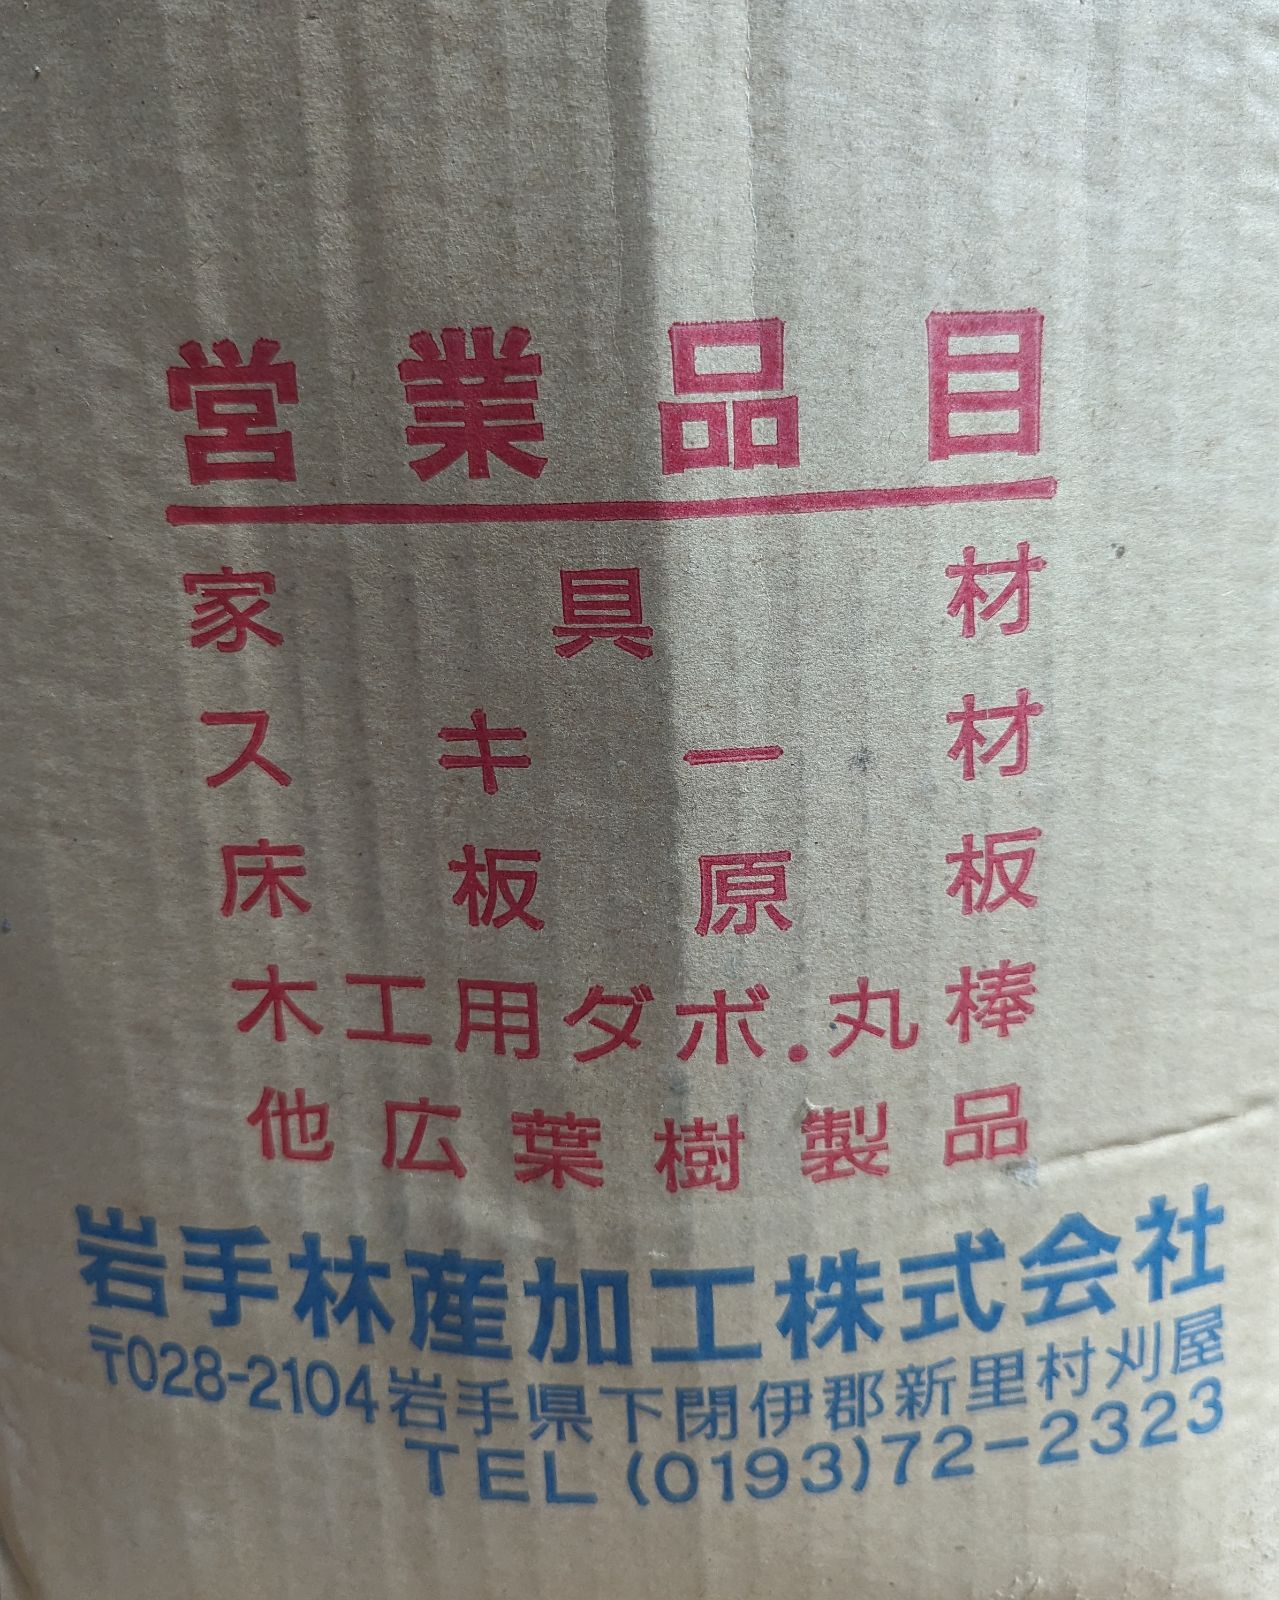 営業品目
家具材
スキー材
床板原板
木工用ダボ.丸棒
他広葉樹製品
岩手林産加工株式会社
〒028-2104岩手県下閉伊郡新里村刈屋
TEL(0193)72-2323